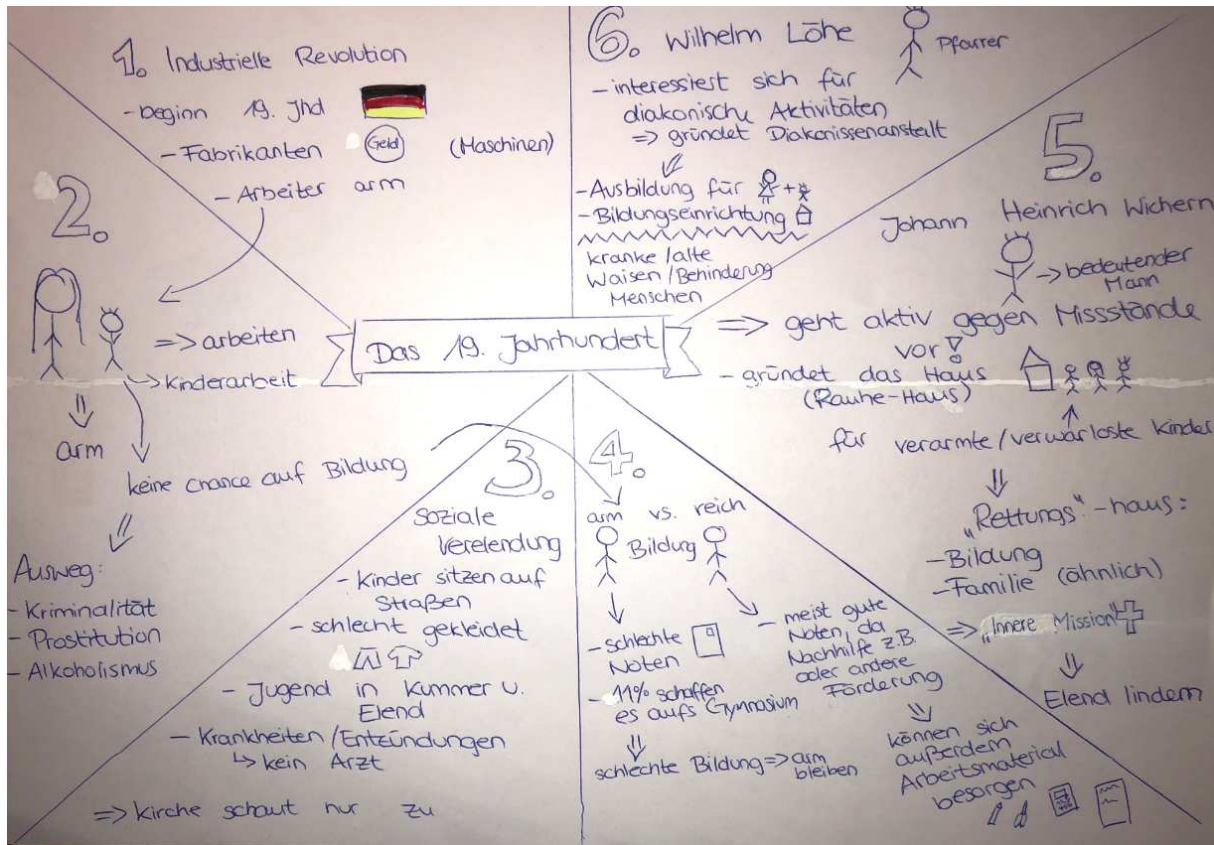 1. Industrielle Revolution
- beginn 19. Jhd
- Fabrikanten Geld (Maschinen)
- Arbeiter arm
2.
=> arbeiten
-> Kinderarbeit
arm
keine Chance auf Bildung
Ausweg:
- Kriminalität
- Prostitution
- Alkoholismus
Das 19. Jahrhundert
3.
Soziale
Verelendung
- Kinder sitzen auf
Straßen
- schlecht gekleidet
- Jugend in Kummer u.
Elend
- Krankheiten / Entzündungen
↳ kein Arzt
=> Kirche schaut nur zu
4.
arm vs. reich
Bildung
- schlechte
Noten
- 11% schaffen
es aufs Gymnasium
schlechte Bildung => arm
bleiben
- meist gute
Noten, da
Nachhilfe z.B.
oder andere
Förderung
können sich
außerdem
Arbeitsmaterial
besorgen
5.
Johann Heinrich Wichern
-> bedeutender
Mann
=> geht aktiv gegen Missstände
vor!
- gründet das Haus
(Rauhe-Haus)
für verarmte/verwarloste Kinder
„Rettungs"-haus:
- Bildung
- Familie (ähnlich)
=> „Innere Mission
Elend lindern
6. Wilhelm Löhe
Pfarrer
- interessiert sich für
diakonische Aktivitäten
=> gründet Diakonissenanstalt
- Ausbildung für +
- Bildungseinrichtung
kranke /alte
Waisen / Behinderung
Menschen